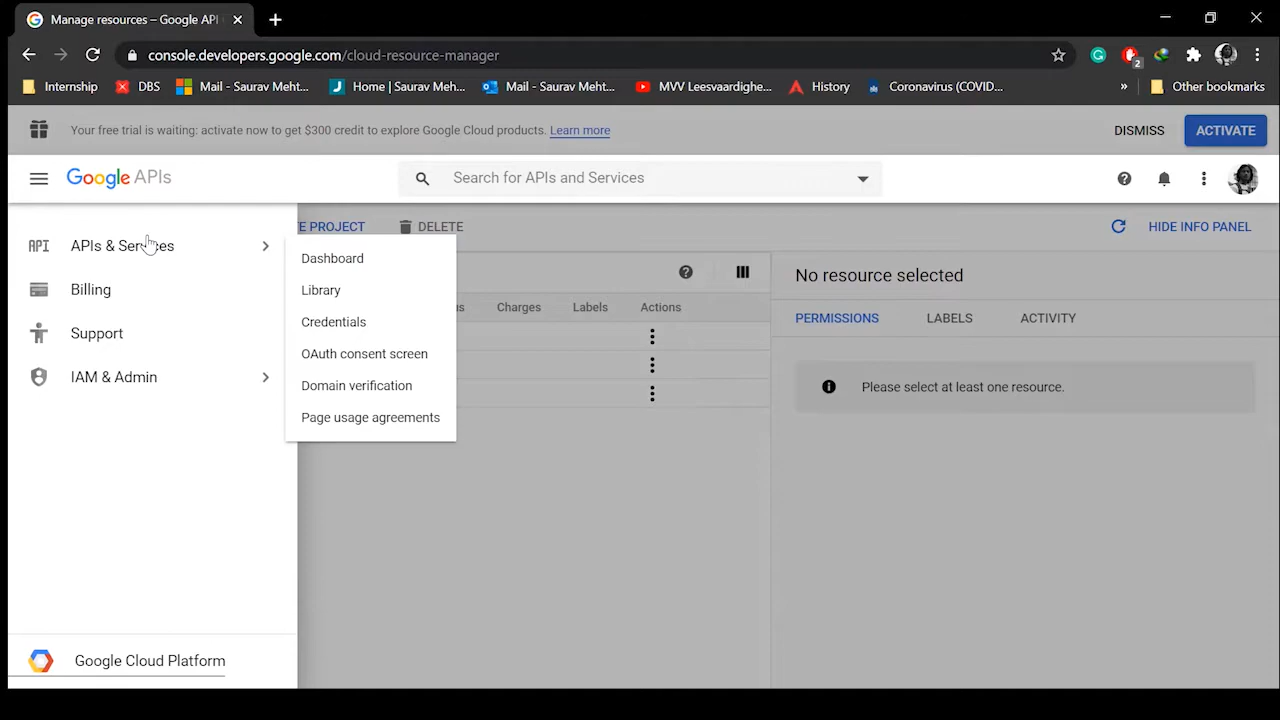 Manage resources – Google API
console.developers.google.com/cloud-resource-manager
2
Internship
DBS
Mail - Saurav Meht...
Home | Saurav Meh...
Mail - Saurav Meht...
MVV Leesvaardighe...
History
Coronavirus (COVID...
»
Other bookmarks
Your free trial is waiting: activate now to get $300 credit to explore Google Cloud products. Learn more
DISMISS
ACTIVATE
Google APIs
Search for APIs and Services
E PROJECT
DELETE
HIDE INFO PANEL
API APIs & Services
Billing
Support
IAM & Admin
Google Cloud Platform
Dashboard
Library
Credentials
OAuth consent screen
Domain verification
Page usage agreements
s
Charges
Labels
Actions
No resource selected
PERMISSIONS
LABELS
ACTIVITY
Please select at least one resource.